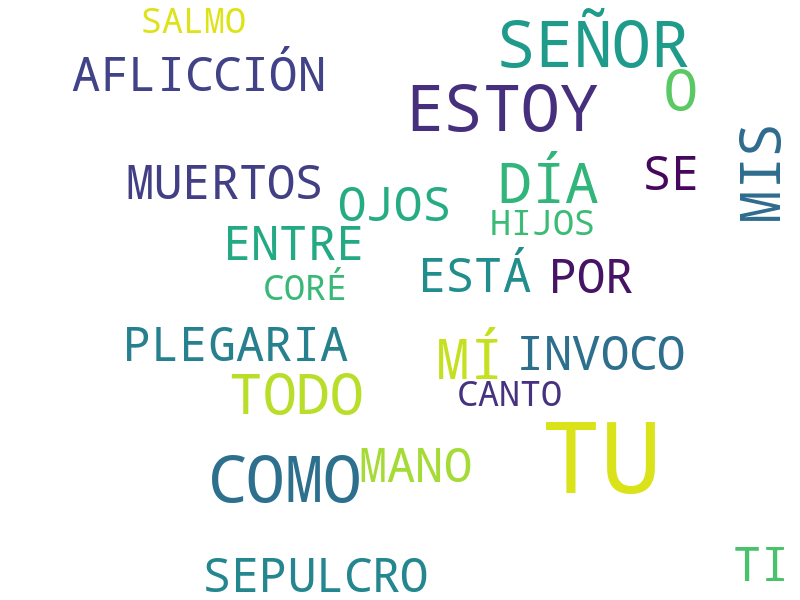 SALMO
SEÑOR
AFLICCIÓN
O
ESTOY
MIS
SE
DÍA
MUERTOS
OJOS
HIJOS
ENTRE
ESTÁ
POR
CORÉ
PLEGARIA
MÍ
INVOCO
TODO
CANTO
TU
MANO
COMO
TI
SEPULCRO